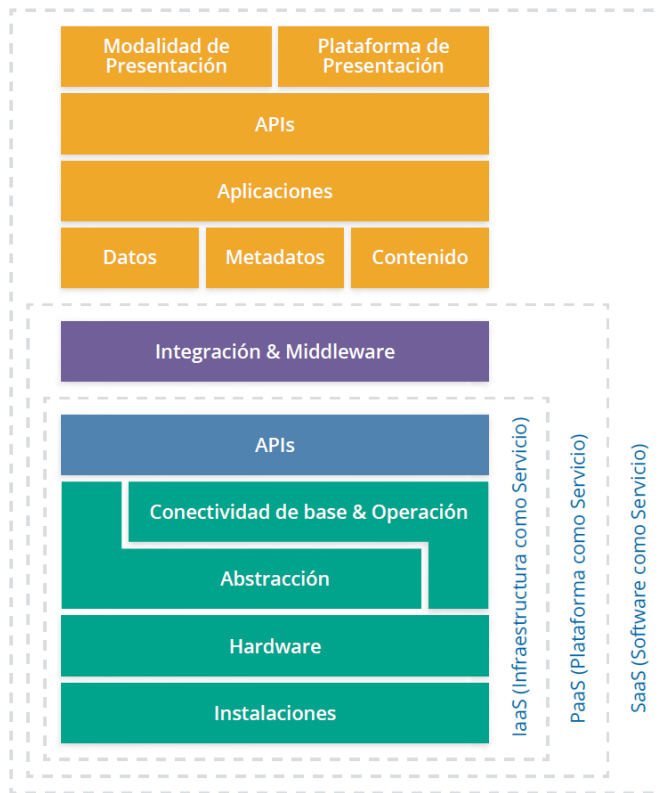 Modalidad de
Presentación
Plataforma de
Presentación
APIs
Aplicaciones
Datos
Metadatos
Contenido
Integración & Middleware
APIs
Conectividad de base & Operación
Abstracción
Hardware
Instalaciones
IaaS (Infraestructura como Servicio)
PaaS (Plataforma como Servicio)
SaaS (Software como Servicio)